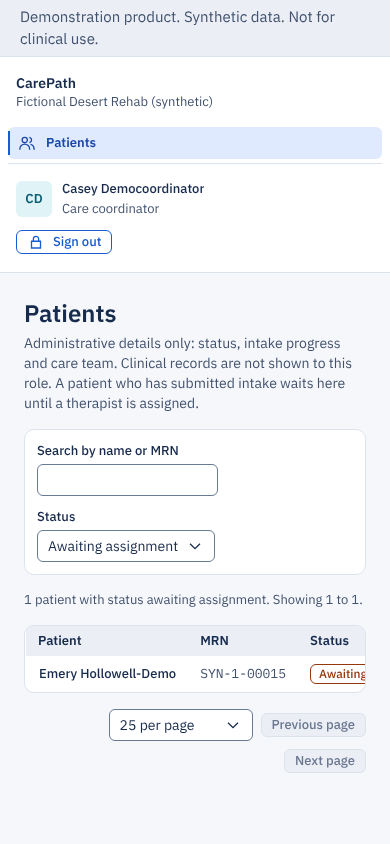 Demonstration product. Synthetic data. Not for
clinical use.
CarePath
Fictional Desert Rehab (synthetic)
Patients
CD
Casey Democoordinator
Care coordinator
Sign out
Patients
Administrative details only: status, intake progress
and care team. Clinical records are not shown to this
role. A patient who has submitted intake waits here
until a therapist is assigned.
Search by name or MRN
Status
Awaiting assignment
1 patient with status awaiting assignment. Showing 1 to 1.
Patient MRN Status
Emery Hollowell-Demo SYN-1-00015 Awaiting
25 per page Previous page
Next page